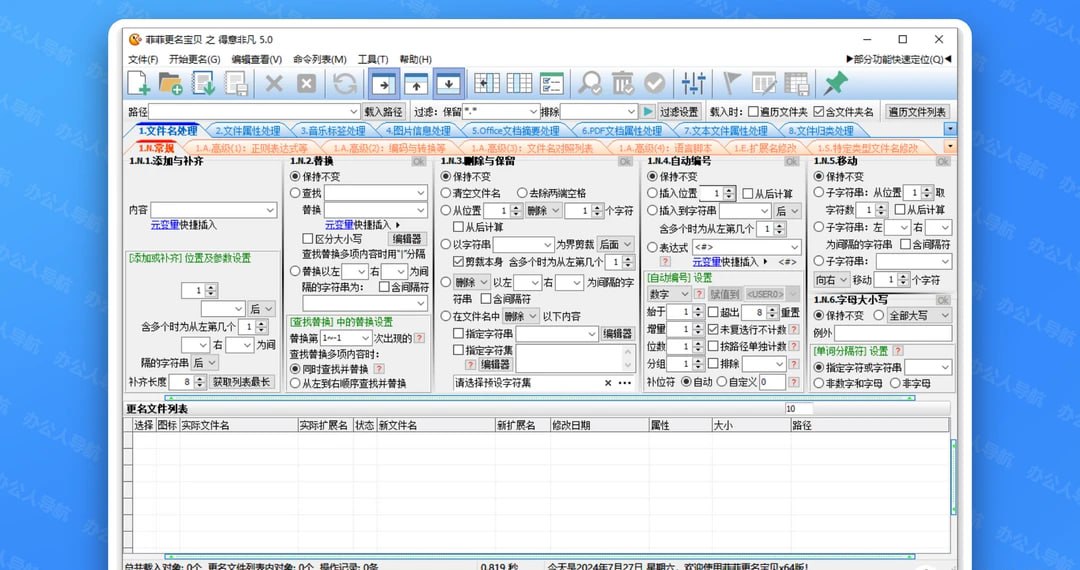 菲菲更名宝贝 之 得意非凡 5.0
文件(F) 开始更名(G) 编辑查看(V) 命令列表(M) 工具(T) 帮助(H) ▶部分功能快速定位(Q)◀
路径 载入路径 过滤: 保留 *.* 排除 过滤设置 载入时: 遍历文件夹 含文件夹名 遍历文件列表
1.文件名处理 2.文件属性处理 3.音乐标签处理 4.图片信息处理 5.Office文档摘要处理 6.PDF文档属性处理 7.文本文件属性处理 8.文件归类处理
1.N.常规 1.A.高级(1): 正则表达式等 1.A.高级(2): 编码与转换等 1.A.高级(3): 文件名对照列表 1.A.高级(4): 语言脚本 1.E.扩展名修改 1.S.特定类型文件名修改
1.N.1.添加与补齐
内容
元变量快捷插入
[添加或补齐] 位置及参数设置
1
后
含多个时为从左第几个 1
右 为间
隔的字符串 后
补齐长度 8 获取列表最长
1.N.2.替换 Ok
保持不变
查找
替换
元变量快捷插入
区分大小写 编辑器
查找替换多项内容时用"|"分隔
替换以左 右 为间
隔的字符串为: 含间隔符
[查找替换] 中的替换设置
替换第 1~-1 次出现的 ?
查找替换多项内容时:
同时查找并替换 ?
从左到右顺序查找并替换
1.N.3.删除与保留 Ok
保持不变
清空文件名 去除两端空格
从位置 1 删除 1 个字符
从后计算
以字符串 为界剪裁 后面
剪裁本身 含多个时为从左第几个 1
删除 以左 右 为间隔的字
符串 含间隔符
在文件名中 删除 以下内容
指定字符串 编辑器
指定字符集
? 编辑器
请选择预设字符集 × •••
1.N.4.自动编号 Ok
保持不变
插入位置 1 从后计算
插入到字符串 后
含多个时为从左第几个 1
表达式 <#>
? 元变量快捷插入 <#>
[自动编号] 设置
数字 ? 赋值到 <USER0>
始于 1 超出 8 重置
增量 1 未复选行不计数 ?
位数 1 按路径单独计数 ?
分组 1 排除 ?
补位符 自动 自定义 0 ?
1.N.5.移动 Ok
保持不变
子字符串: 从位置 1 取
字符数 1 从后计算
子字符串: 左 右
为间隔的字符串 含间隔符
子字符串:
向右 移动 1 个字符
1.N.6.字母大小写 Ok
保持不变 全部大写
例外
[单词分隔符] 设置 ?
指定字符或字符串
非数字和字母 非字母
更名文件列表 10
选择 图标 实际文件名 实际扩展名 状态 新文件名 新扩展名 修改日期 属性 大小 路径
总共载入对象: 0个 更名文件列表内对象: 0个 操作记录: 0条 0.819 秒 今天是2024年7月27日 星期六，欢迎使用菲菲更名宝贝x64版!
办公人导航